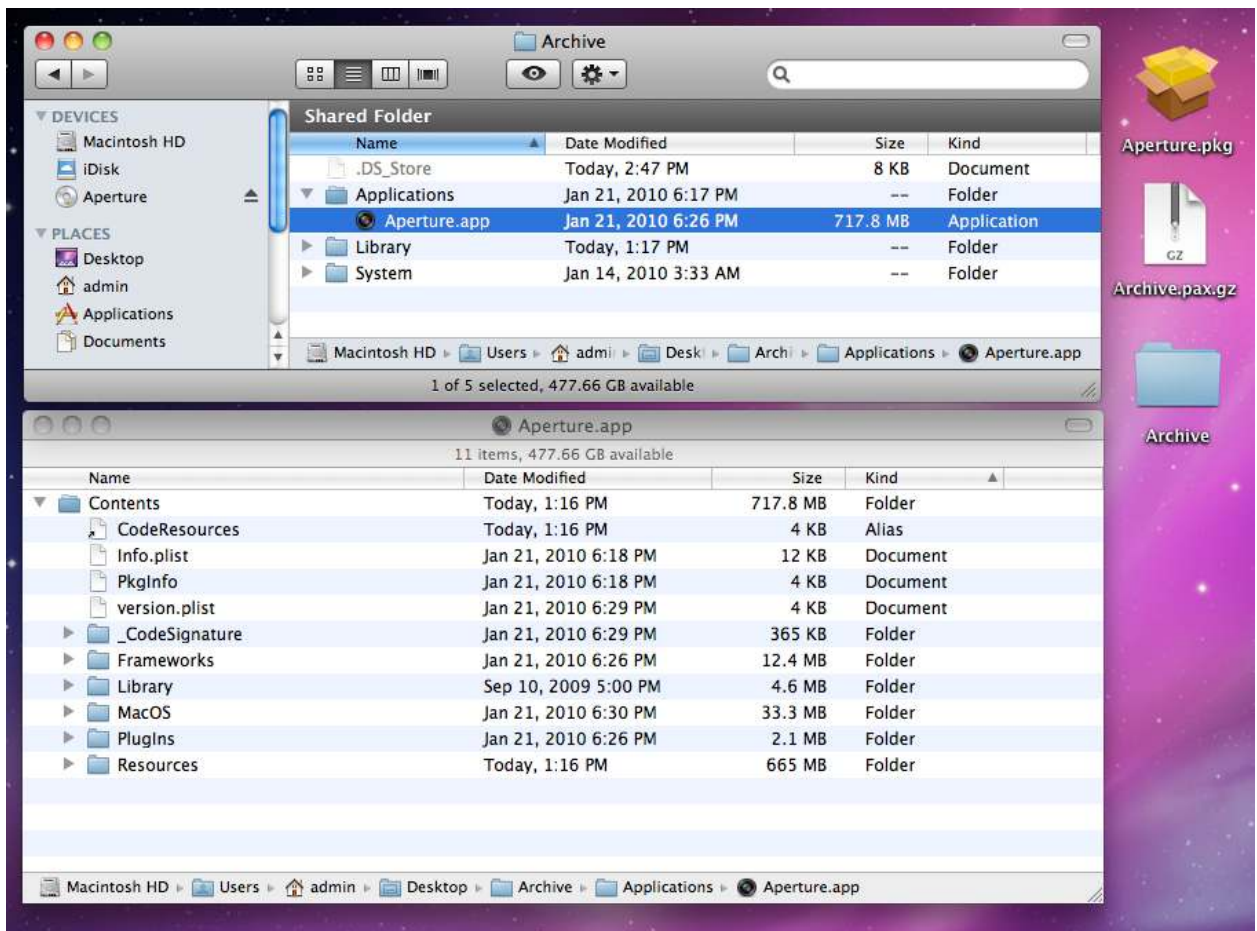 Archive
DEVICES
Macintosh HD
iDisk
Aperture
PLACES
Desktop
admin
Applications
Documents
Shared Folder
Name Date Modified Size Kind
.DS_Store Today, 2:47 PM 8 KB Document
Applications Jan 21, 2010 6:17 PM -- Folder
Aperture.app Jan 21, 2010 6:26 PM 717.8 MB Application
Library Today, 1:17 PM -- Folder
System Jan 14, 2010 3:33 AM -- Folder
Macintosh HD Users admi Desk Archi Applications Aperture.app
1 of 5 selected, 477.66 GB available
Aperture.app
11 items, 477.66 GB available
Name Date Modified Size Kind
Contents Today, 1:16 PM 717.8 MB Folder
CodeResources Today, 1:16 PM 4 KB Alias
Info.plist Jan 21, 2010 6:18 PM 12 KB Document
PkgInfo Jan 21, 2010 6:18 PM 4 KB Document
version.plist Jan 21, 2010 6:29 PM 4 KB Document
_CodeSignature Jan 21, 2010 6:29 PM 365 KB Folder
Frameworks Jan 21, 2010 6:26 PM 12.4 MB Folder
Library Sep 10, 2009 5:00 PM 4.6 MB Folder
MacOS Jan 21, 2010 6:30 PM 33.3 MB Folder
PlugIns Jan 21, 2010 6:26 PM 2.1 MB Folder
Resources Today, 1:16 PM 665 MB Folder
Macintosh HD Users admin Desktop Archive Applications Aperture.app
Aperture.pkg
GZ
Archive.pax.gz
Archive